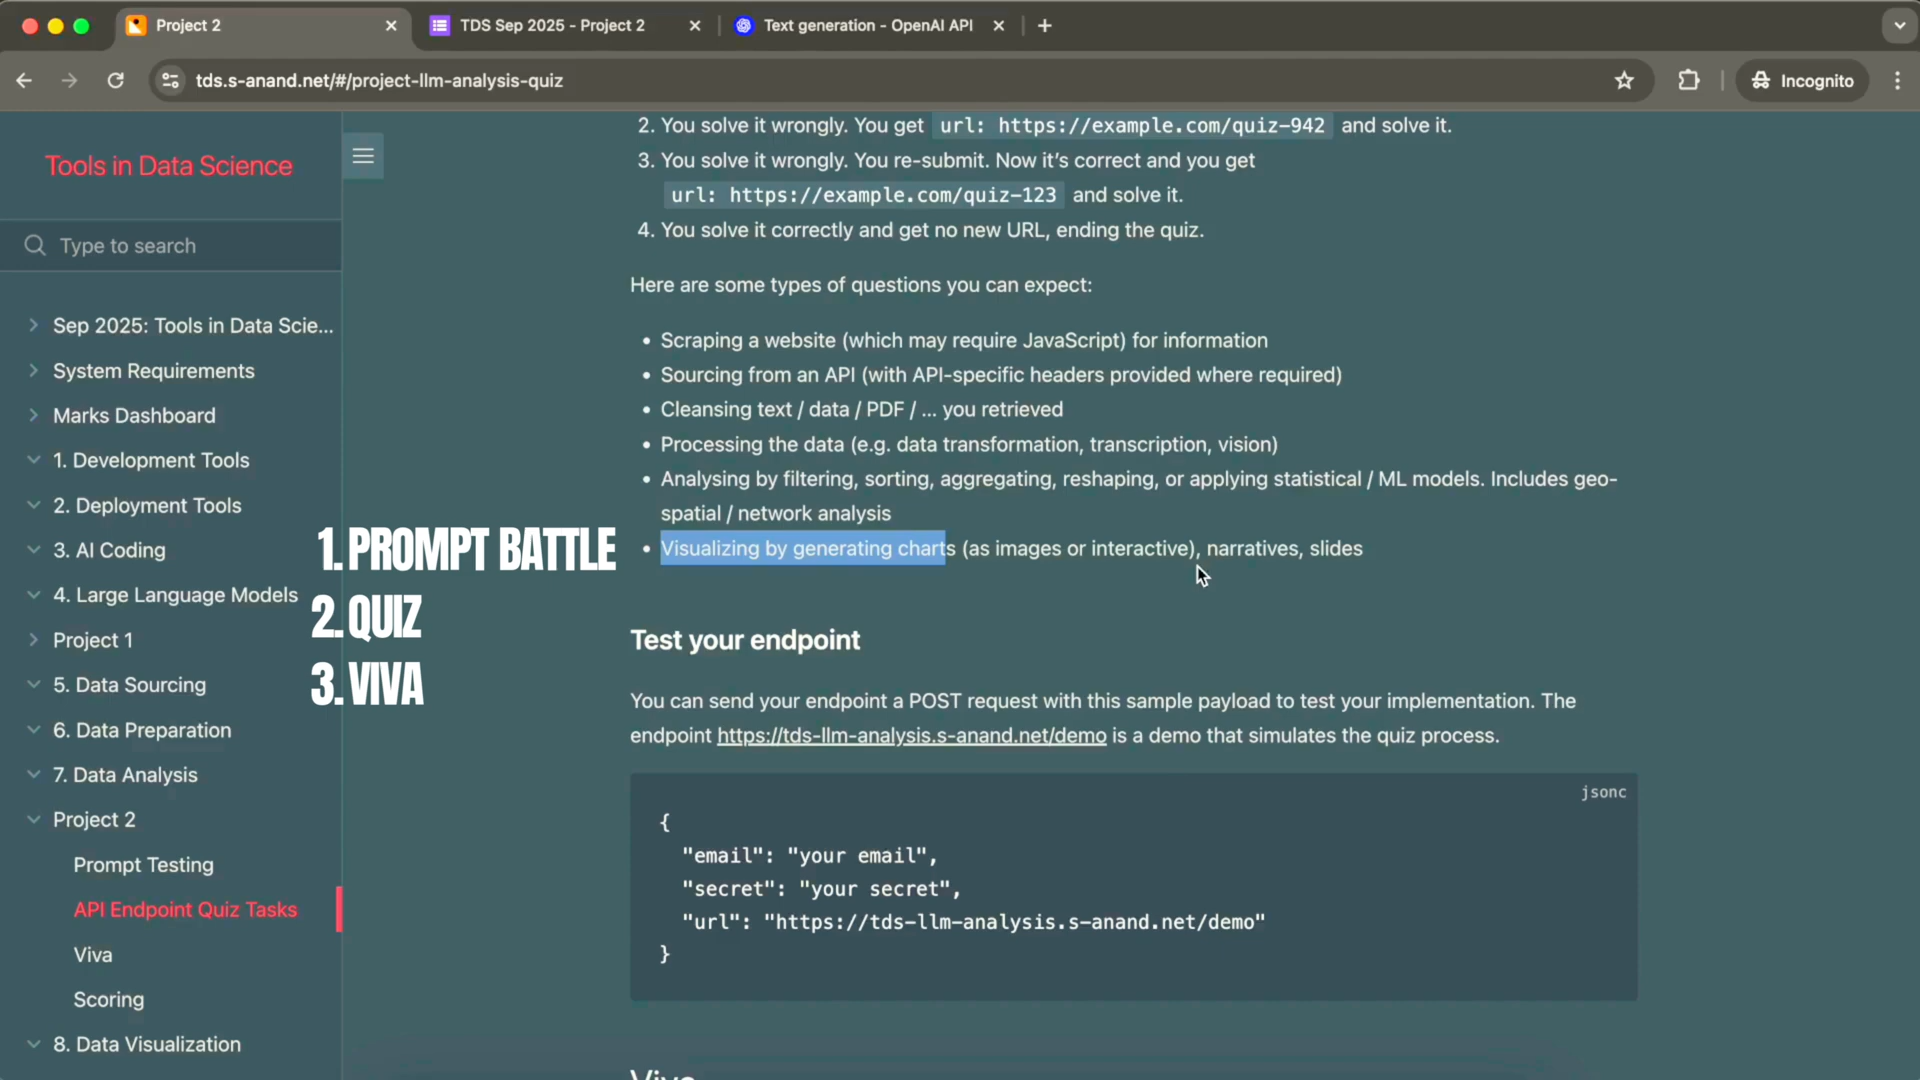 Project 2
TDS Sep 2025 - Project 2
Text generation - OpenAI API
tds.s-anand.net/#/project-llm-analysis-quiz
Incognito
Tools in Data Science
Type to search
Sep 2025: Tools in Data Scie...
System Requirements
Marks Dashboard
1. Development Tools
2. Deployment Tools
3. AI Coding
4. Large Language Models
Project 1
5. Data Sourcing
6. Data Preparation
7. Data Analysis
Project 2
Prompt Testing
API Endpoint Quiz Tasks
Viva
Scoring
8. Data Visualization
1. PROMPT BATTLE
2. QUIZ
3. VIVA
2. You solve it wrongly. You get url: https://example.com/quiz-942 and solve it.
3. You solve it wrongly. You re-submit. Now it's correct and you get
url: https://example.com/quiz-123 and solve it.
4. You solve it correctly and get no new URL, ending the quiz.
Here are some types of questions you can expect:
• Scraping a website (which may require JavaScript) for information
• Sourcing from an API (with API-specific headers provided where required)
• Cleansing text / data / PDF / ... you retrieved
• Processing the data (e.g. data transformation, transcription, vision)
• Analysing by filtering, sorting, aggregating, reshaping, or applying statistical / ML models. Includes geo-
spatial / network analysis
• Visualizing by generating charts (as images or interactive), narratives, slides
Test your endpoint
You can send your endpoint a POST request with this sample payload to test your implementation. The
endpoint https://tds-llm-analysis.s-anand.net/demo is a demo that simulates the quiz process.
jsonc
{
"email": "your email",
"secret": "your secret",
"url": "https://tds-llm-analysis.s-anand.net/demo"
}
Viva